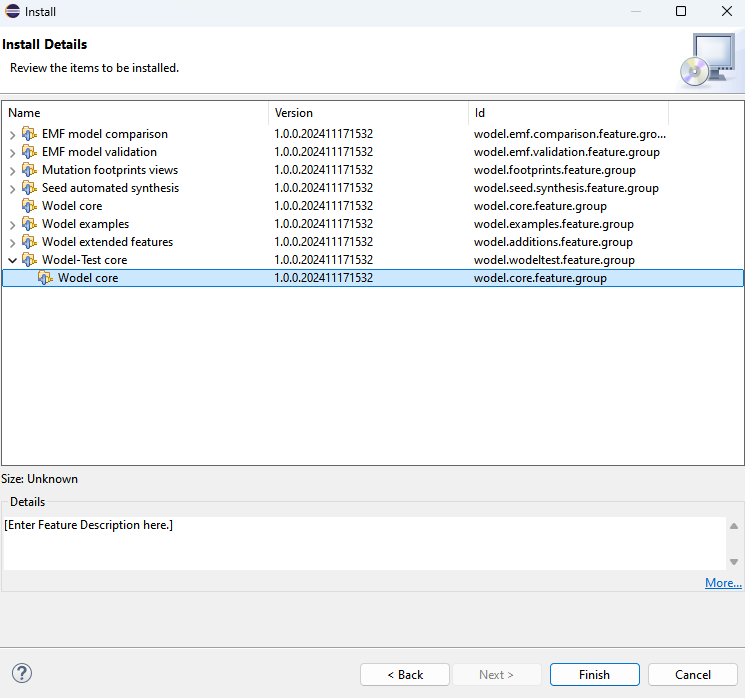 Install
Install Details
Review the items to be installed.
Name Version Id
EMF model comparison 1.0.0.202411171532 wodel.emf.comparison.feature.gro...
EMF model validation 1.0.0.202411171532 wodel.emf.validation.feature.group
Mutation footprints views 1.0.0.202411171532 wodel.footprints.feature.group
Seed automated synthesis 1.0.0.202411171532 wodel.seed.synthesis.feature.group
Wodel core 1.0.0.202411171532 wodel.core.feature.group
Wodel examples 1.0.0.202411171532 wodel.examples.feature.group
Wodel extended features 1.0.0.202411171532 wodel.additions.feature.group
Wodel-Test core 1.0.0.202411171532 wodel.wodeltest.feature.group
Wodel core 1.0.0.202411171532 wodel.core.feature.group
Size: Unknown
Details
[Enter Feature Description here.]
More...
? < Back Next > Finish Cancel